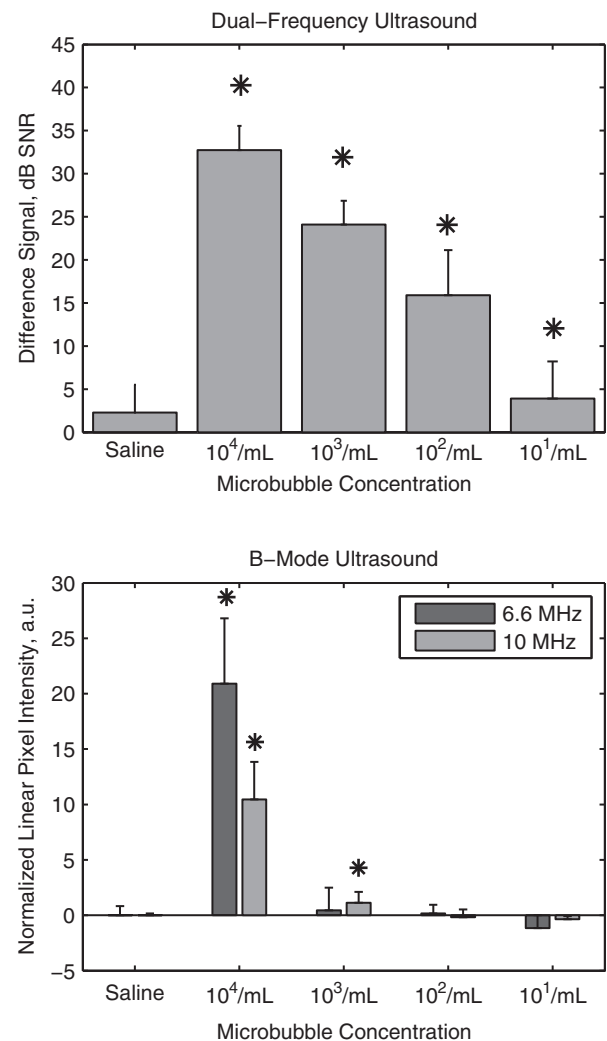 Dual−Frequency Ultrasound
Difference Signal, dB SNR
45
40
35
30
25
20
15
10
5
0
Saline 10⁴/mL 10³/mL 10²/mL 10¹/mL
Microbubble Concentration
B−Mode Ultrasound
Normalized Linear Pixel Intensity, a.u.
30
25
20
15
10
5
0
−5
6.6 MHz
10 MHz
Saline 10⁴/mL 10³/mL 10²/mL 10¹/mL
Microbubble Concentration